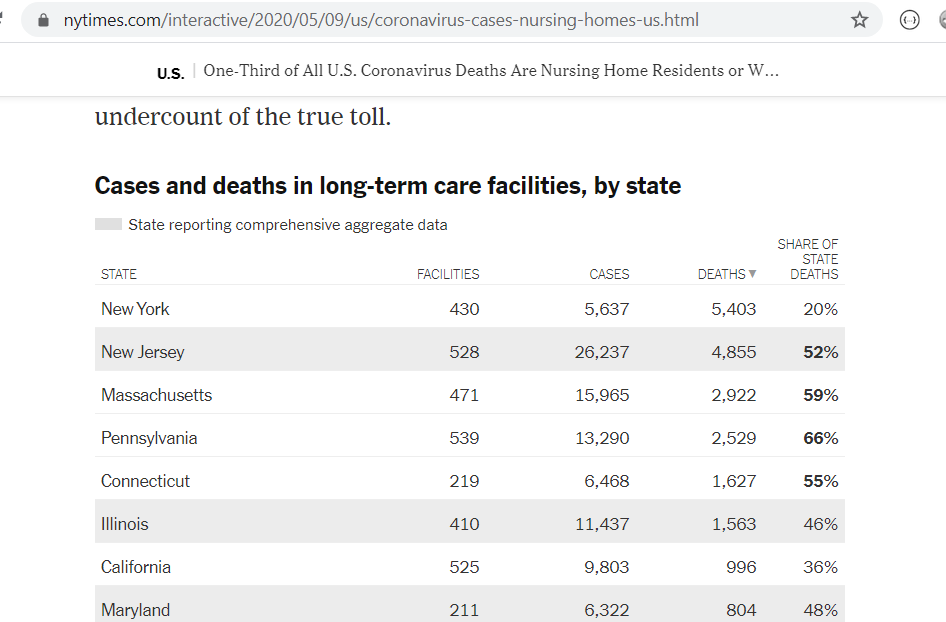 nytimes.com/interactive/2020/05/09/us/coronavirus-cases-nursing-homes-us.html
U.S. One-Third of All U.S. Coronavirus Deaths Are Nursing Home Residents or W...
undercount of the true toll.
Cases and deaths in long-term care facilities, by state
State reporting comprehensive aggregate data
STATE FACILITIES CASES DEATHS▼ SHARE OF STATE DEATHS
New York 430 5,637 5,403 20%
New Jersey 528 26,237 4,855 52%
Massachusetts 471 15,965 2,922 59%
Pennsylvania 539 13,290 2,529 66%
Connecticut 219 6,468 1,627 55%
Illinois 410 11,437 1,563 46%
California 525 9,803 996 36%
Maryland 211 6,322 804 48%